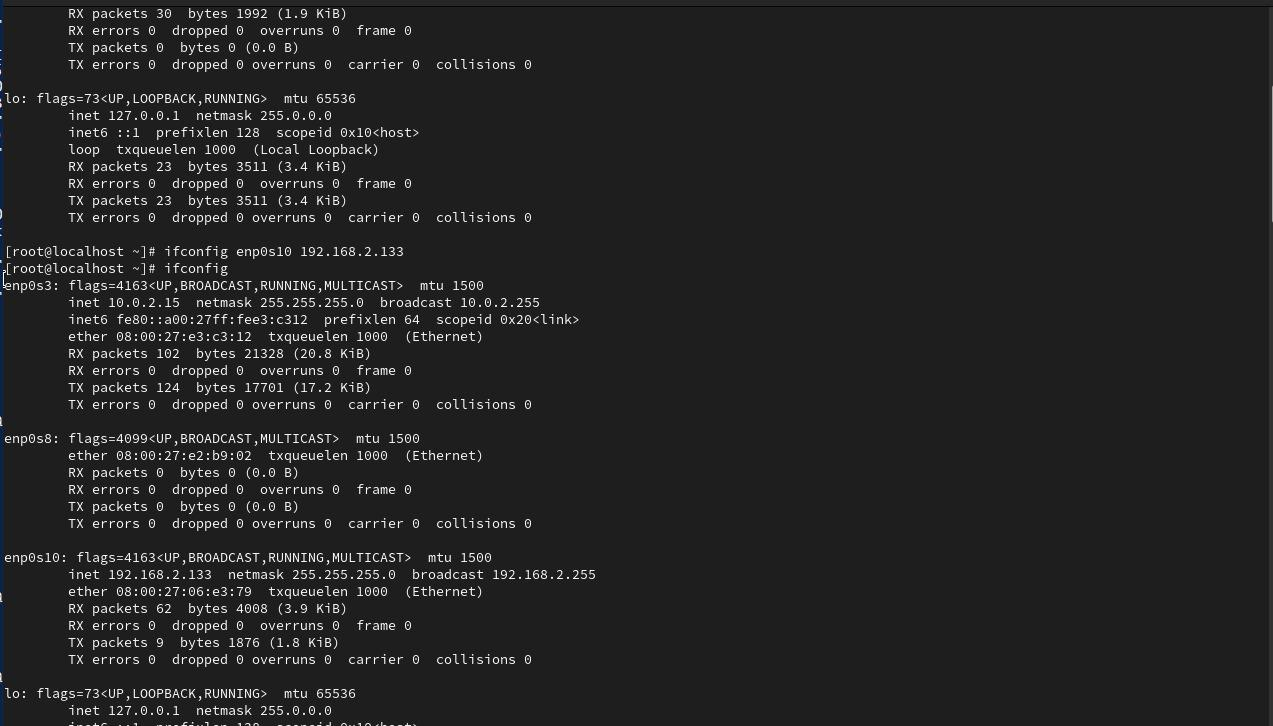 RX packets 30  bytes 1992 (1.9 KiB)
RX errors 0  dropped 0  overruns 0  frame 0
TX packets 0  bytes 0 (0.0 B)
TX errors 0  dropped 0 overruns 0  carrier 0  collisions 0
lo: flags=73<UP,LOOPBACK,RUNNING>  mtu 65536
inet 127.0.0.1  netmask 255.0.0.0
inet6 ::1  prefixlen 128  scopeid 0x10<host>
loop  txqueuelen 1000  (Local Loopback)
RX packets 23  bytes 3511 (3.4 KiB)
RX errors 0  dropped 0  overruns 0  frame 0
TX packets 23  bytes 3511 (3.4 KiB)
TX errors 0  dropped 0 overruns 0  carrier 0  collisions 0
[root@localhost ~]# ifconfig enp0s10 192.168.2.133
[root@localhost ~]# ifconfig
enp0s3: flags=4163<UP,BROADCAST,RUNNING,MULTICAST>  mtu 1500
inet 10.0.2.15  netmask 255.255.255.0  broadcast 10.0.2.255
inet6 fe80::a00:27ff:fee3:c312  prefixlen 64  scopeid 0x20<link>
ether 08:00:27:e3:c3:12  txqueuelen 1000  (Ethernet)
RX packets 102  bytes 21328 (20.8 KiB)
RX errors 0  dropped 0  overruns 0  frame 0
TX packets 124  bytes 17701 (17.2 KiB)
TX errors 0  dropped 0 overruns 0  carrier 0  collisions 0
enp0s8: flags=4099<UP,BROADCAST,MULTICAST>  mtu 1500
ether 08:00:27:e2:b9:02  txqueuelen 1000  (Ethernet)
RX packets 0  bytes 0 (0.0 B)
RX errors 0  dropped 0  overruns 0  frame 0
TX packets 0  bytes 0 (0.0 B)
TX errors 0  dropped 0 overruns 0  carrier 0  collisions 0
enp0s10: flags=4163<UP,BROADCAST,RUNNING,MULTICAST>  mtu 1500
inet 192.168.2.133  netmask 255.255.255.0  broadcast 192.168.2.255
ether 08:00:27:06:e3:79  txqueuelen 1000  (Ethernet)
RX packets 62  bytes 4008 (3.9 KiB)
RX errors 0  dropped 0  overruns 0  frame 0
TX packets 9  bytes 1876 (1.8 KiB)
TX errors 0  dropped 0 overruns 0  carrier 0  collisions 0
lo: flags=73<UP,LOOPBACK,RUNNING>  mtu 65536
inet 127.0.0.1  netmask 255.0.0.0